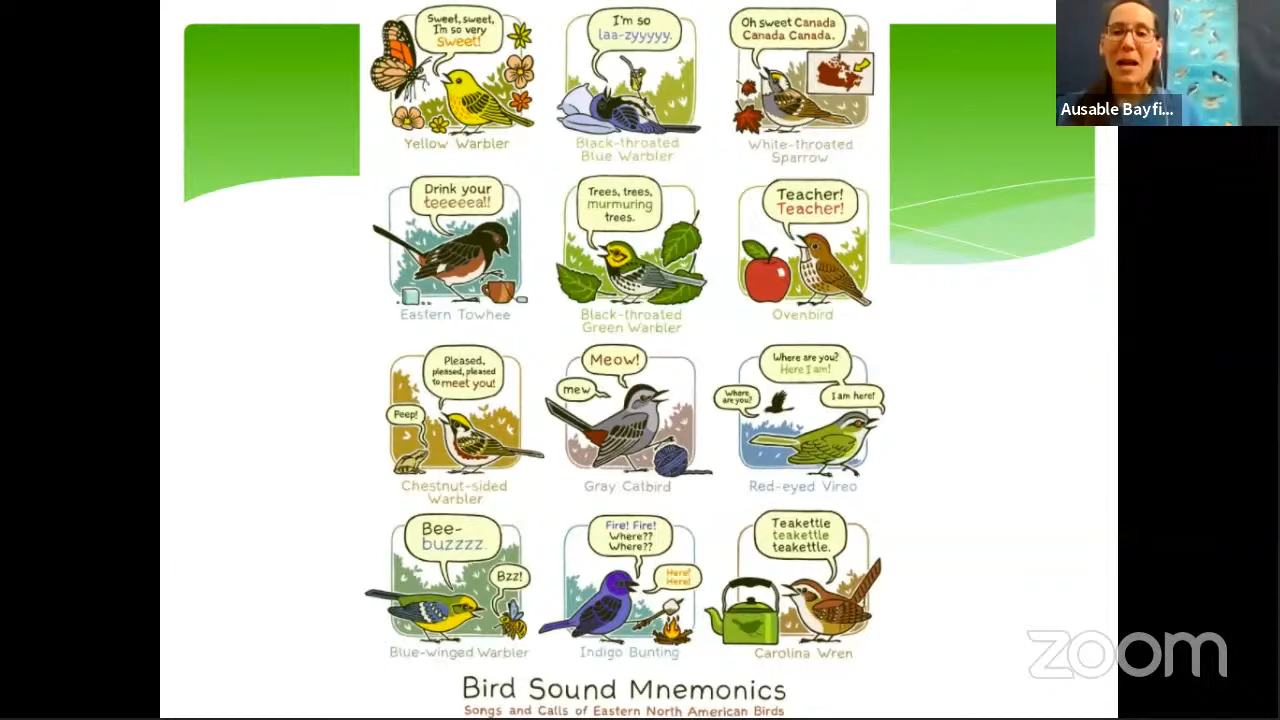 Sweet, sweet,
I'm so very
sweet!
Yellow Warbler
I'm so
laa-zyyyyy.
Black-throated
Blue Warbler
Oh sweet Canada
Canada Canada.
White-throated
Sparrow
Ausable Bayfi...
Drink your
teeeeea!!
Eastern Towhee
Trees, trees,
murmuring
trees.
Black-throated
Green Warbler
Teacher!
Teacher!
Ovenbird
Pleased,
pleased, pleased
to meet you!
Peep!
Chestnut-sided
Warbler
Meow!
mew
Gray Catbird
Where are you?
Here I am!
Where
are you?
I am here!
Red-eyed Vireo
Bee-
buzzzz.
Bzz!
Blue-winged Warbler
Fire! Fire!
Where??
Where??
Here!
Here!
Indigo Bunting
Teakettle
teakettle
teakettle.
Carolina Wren
zoom
Bird Sound Mnemonics
Songs and Calls of Eastern North American Birds